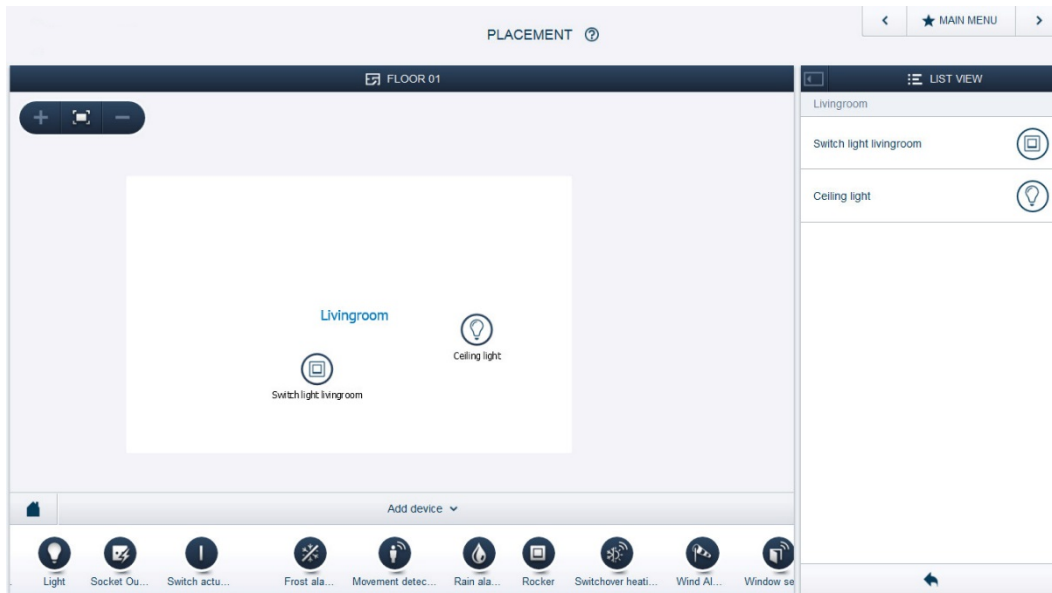 PLACEMENT ?
MAIN MENU
FLOOR 01
LIST VIEW
Livingroom
Switch light livingroom
Ceiling light
Livingroom
Ceiling light
Switch light livingroom
Add device
Light
Socket Ou...
Switch actu...
Frost ala...
Movement detec...
Rain ala...
Rocker
Switchover heati...
Wind Al...
Window se